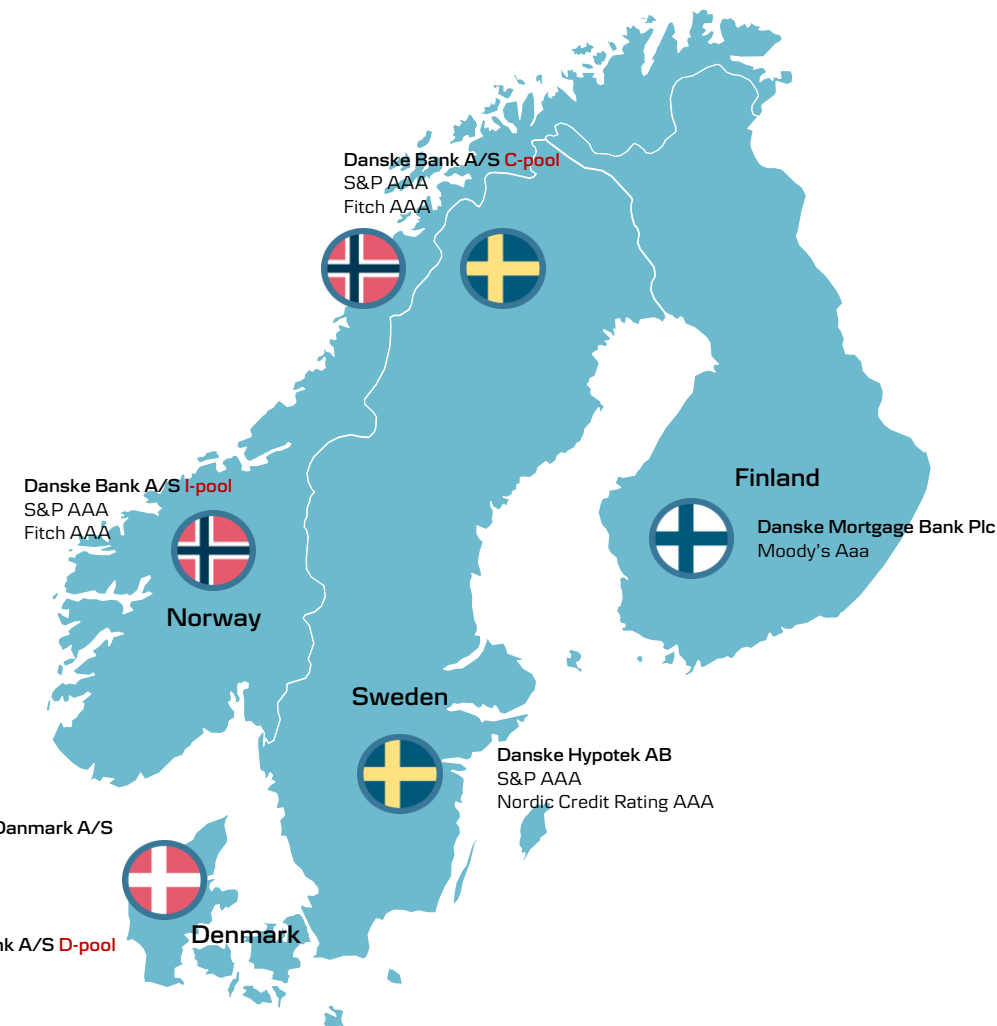 Danske Bank A/S C-pool
S&P AAA
Fitch AAA
Danske Bank A/S I-pool
S&P AAA
Fitch AAA
Norway
Finland
Danske Mortgage Bank Plc
Moody's Aaa
Sweden
Danske Hypotek AB
S&P AAA
Nordic Credit Rating AAA
Danmark A/S
Denmark
A/S D-pool